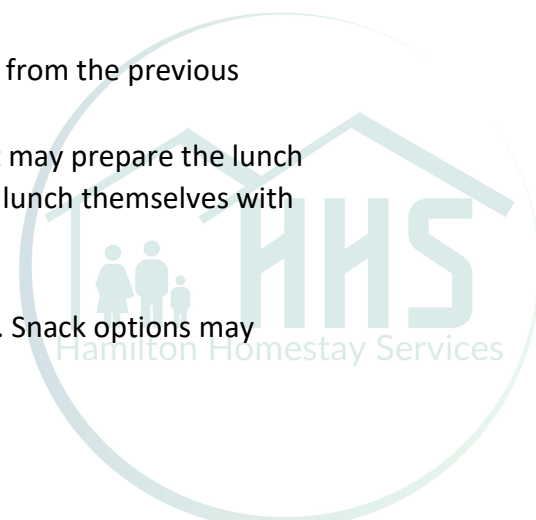 from the previous
may prepare the lunch
lunch themselves with
HHS
. Snack options may
Hamilton Homestay Services